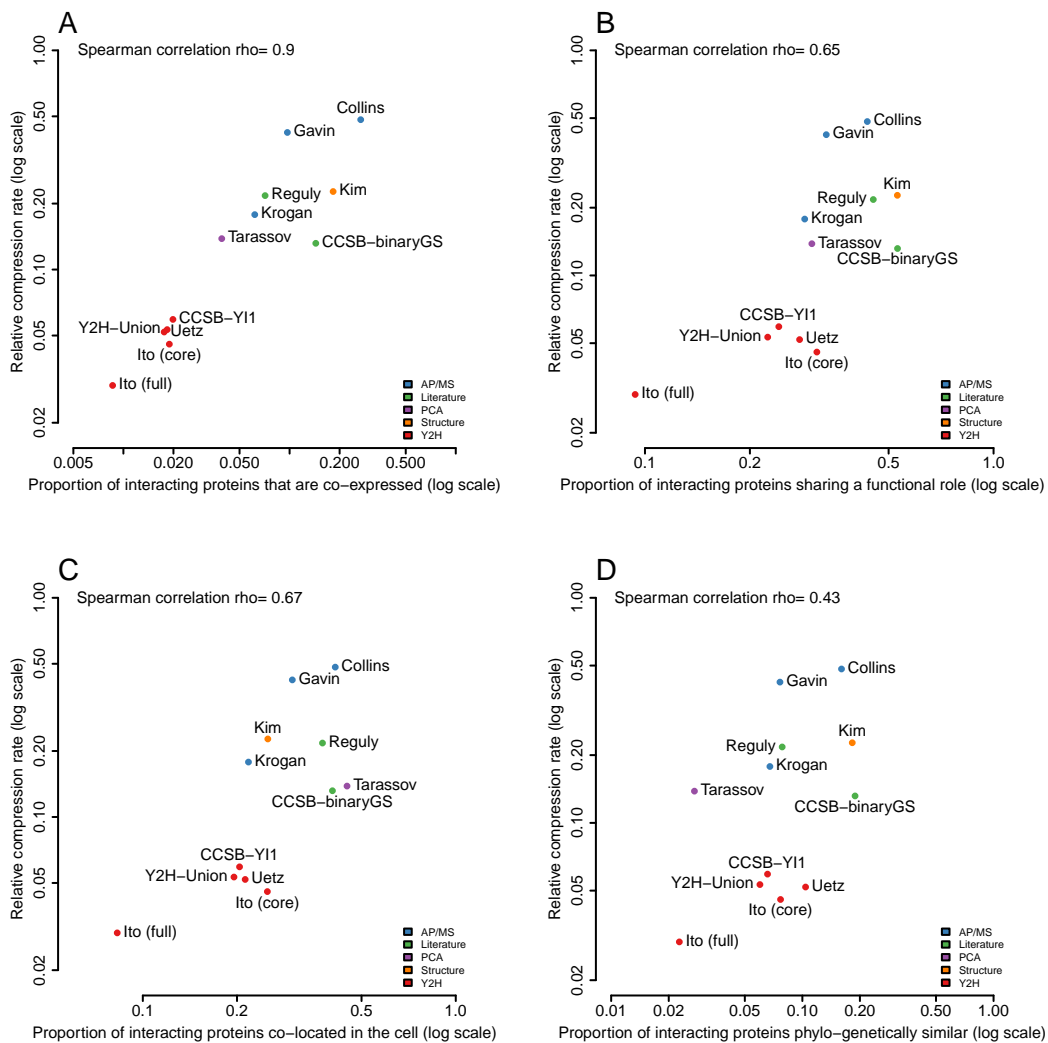 A
Spearman correlation rho= 0.9
Relative compression rate (log scale)
1.00
0.50
0.20
0.10
0.05
0.02
Collins
Gavin
Reguly
Kim
Krogan
Tarassov
CCSB−binaryGS
CCSB−YI1
Y2H−Union
Uetz
Ito (core)
Ito (full)
AP/MS
Literature
PCA
Structure
Y2H
0.005 0.020 0.050 0.200 0.500
Proportion of interacting proteins that are co−expressed (log scale)
B
Spearman correlation rho= 0.65
Relative compression rate (log scale)
1.00
0.50
0.20
0.10
0.05
0.02
Collins
Gavin
Kim
Reguly
Krogan
Tarassov
CCSB−binaryGS
CCSB−YI1
Y2H−Union
Uetz
Ito (core)
Ito (full)
AP/MS
Literature
PCA
Structure
Y2H
0.1 0.2 0.5 1.0
Proportion of interacting proteins sharing a functional role (log scale)
C
Spearman correlation rho= 0.67
Relative compression rate (log scale)
1.00
0.50
0.20
0.10
0.05
0.02
Collins
Gavin
Kim
Reguly
Krogan
Tarassov
CCSB−binaryGS
CCSB−YI1
Y2H−Union
Uetz
Ito (core)
Ito (full)
AP/MS
Literature
PCA
Structure
Y2H
0.1 0.2 0.5 1.0
Proportion of interacting proteins co−located in the cell (log scale)
D
Spearman correlation rho= 0.43
Relative compression rate (log scale)
1.00
0.50
0.20
0.10
0.05
0.02
Collins
Gavin
Kim
Reguly
Krogan
Tarassov
CCSB−binaryGS
CCSB−YI1
Y2H−Union
Uetz
Ito (core)
Ito (full)
AP/MS
Literature
PCA
Structure
Y2H
0.01 0.02 0.05 0.10 0.20 0.50 1.00
Proportion of interacting proteins phylo−genetically similar (log scale)